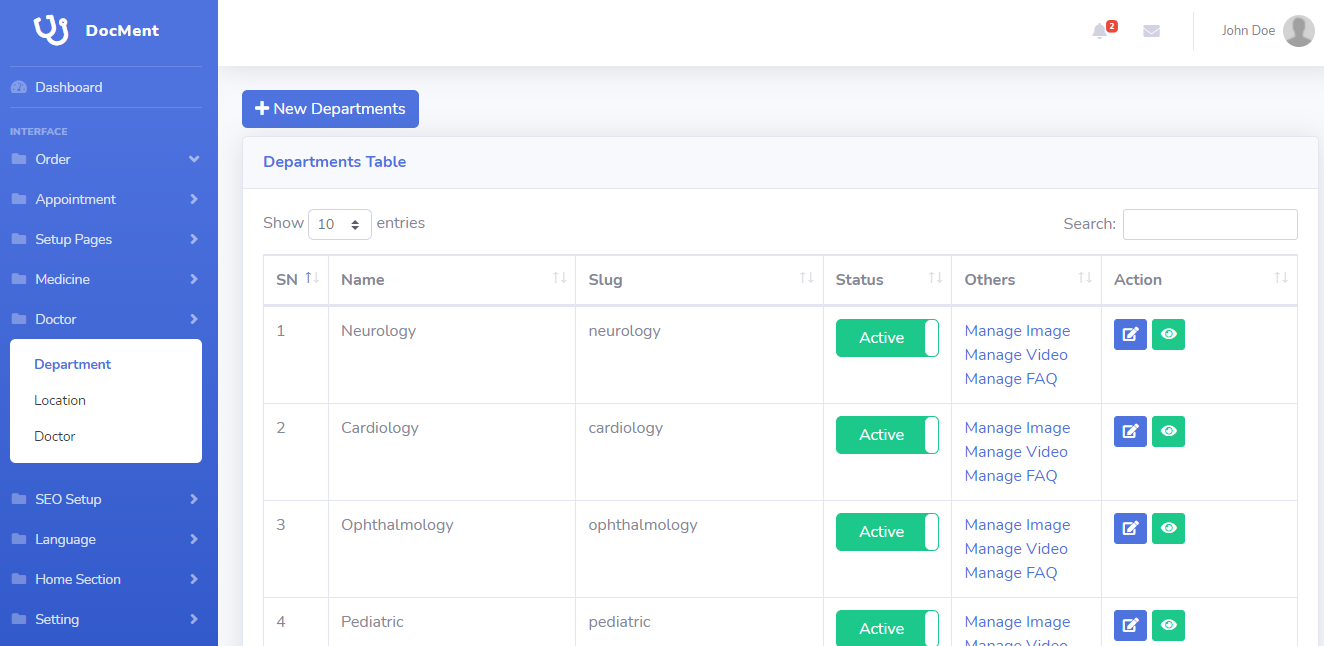 DocMent
2
John Doe
Dashboard
INTERFACE
Order
Appointment
Setup Pages
Medicine
Doctor
Department
Location
Doctor
SEO Setup
Language
Home Section
Setting
New Departments
Departments Table
Show 10 entries
Search:
SN Name Slug Status Others Action
1 Neurology neurology Active Manage Image
Manage Video
Manage FAQ
2 Cardiology cardiology Active Manage Image
Manage Video
Manage FAQ
3 Ophthalmology ophthalmology Active Manage Image
Manage Video
Manage FAQ
4 Pediatric pediatric Active Manage Image
Manage Video